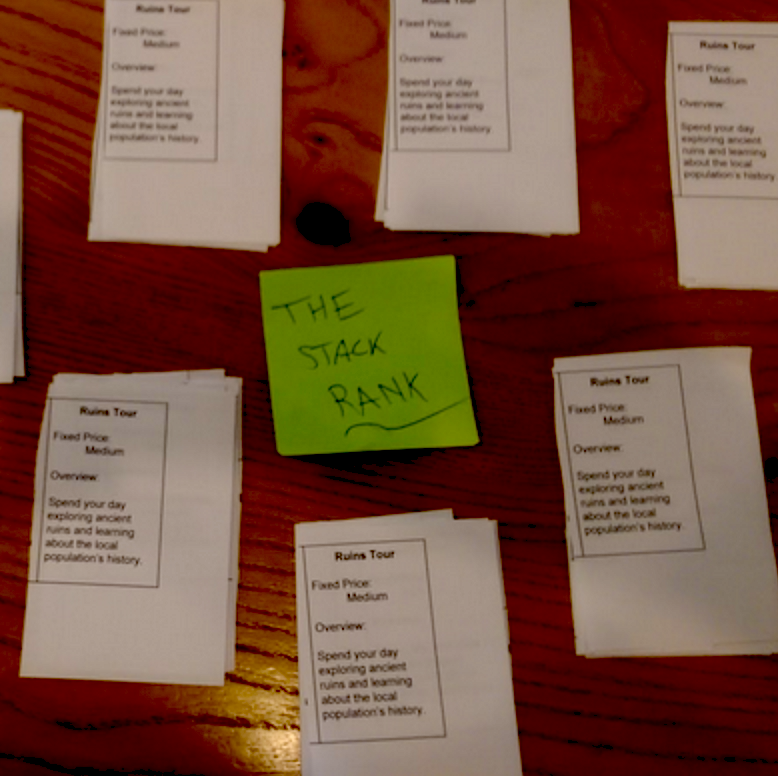 Ruins Tour
Fixed Price:
Medium
Overview:
Spend your day
exploring ancient
ruins and learning
about the local
population's history.
Ruins Tour
Fixed Price:
Medium
Overview:
Spend your day
exploring ancient
ruins and learning
about the local
population's history.
Ruins Tour
Fixed Price:
Medium
Overview:
Spend your day
exploring ancient
ruins and learning
about the local
population's history.
THE
STACK
RANK
Ruins Tour
Fixed Price:
Medium
Overview:
Spend your day
exploring ancient
ruins and learning
about the local
population's history.
Ruins Tour
Fixed Price:
Medium
Overview:
Spend your day
exploring ancient
ruins and learning
about the local
population's history.
Ruins Tour
Fixed Price:
Medium
Overview:
Spend your day
exploring ancient
ruins and learning
about the local
population's history.